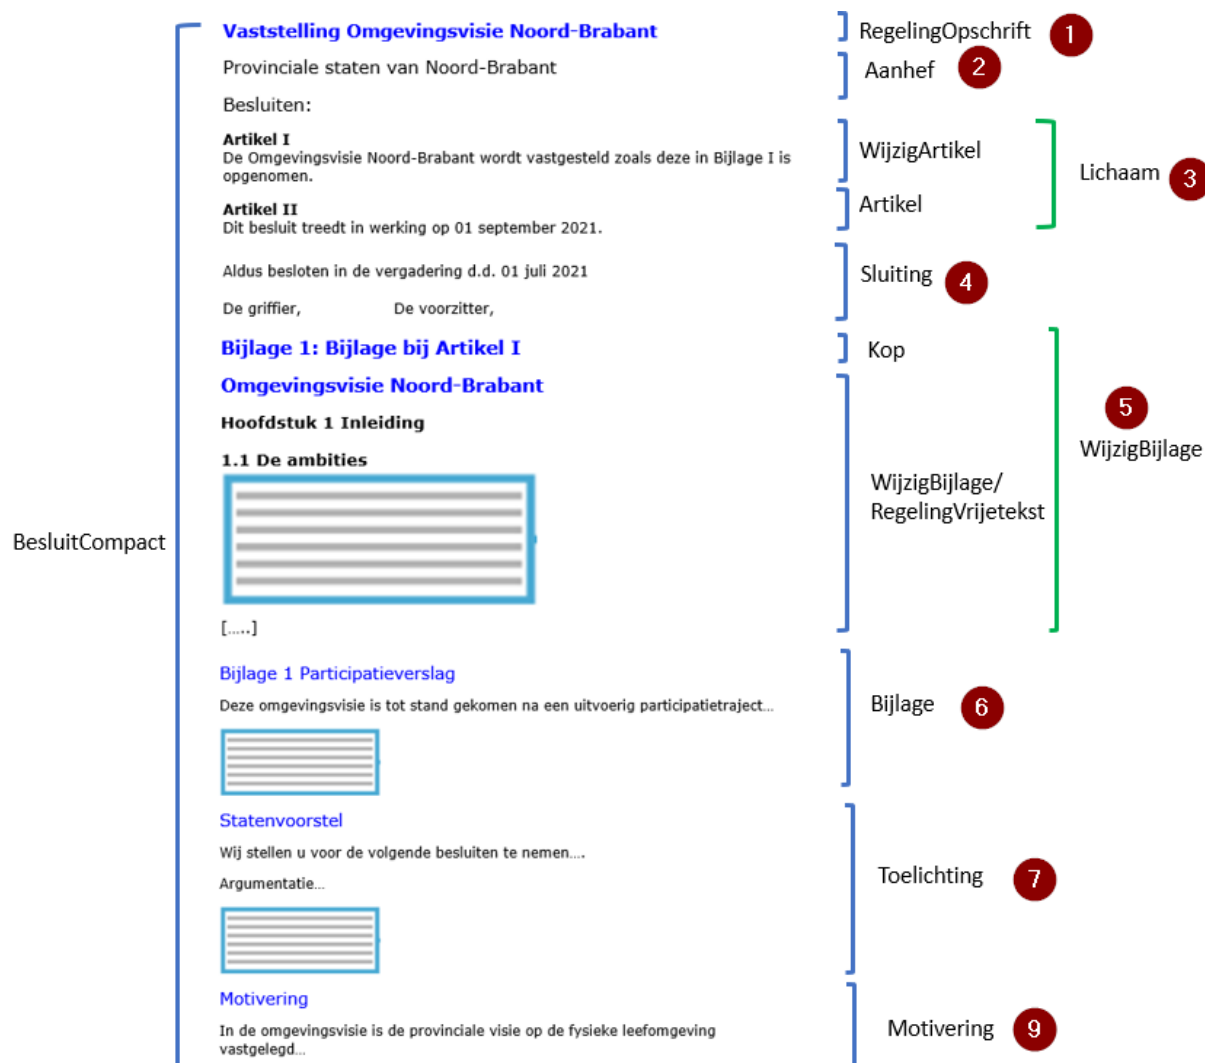 Vaststelling Omgevingsvisie Noord-Brabant
RegelingOpschrift 1
Provinciale staten van Noord-Brabant
Aanhef 2
Besluiten:
Artikel I
De Omgevingsvisie Noord-Brabant wordt vastgesteld zoals deze in Bijlage I is
opgenomen.
WijzigArtikel
Artikel II
Dit besluit treedt in werking op 01 september 2021.
Artikel
Lichaam 3
Aldus besloten in de vergadering d.d. 01 juli 2021
De griffier, De voorzitter,
Sluiting 4
Bijlage 1: Bijlage bij Artikel I
Kop
Omgevingsvisie Noord-Brabant
Hoofdstuk 1 Inleiding
1.1 De ambities
[.....]
WijzigBijlage/
RegelingVrijetekst
5
WijzigBijlage
BesluitCompact
Bijlage 1 Participatieverslag
Deze omgevingsvisie is tot stand gekomen na een uitvoerig participatietraject...
Bijlage 6
Statenvoorstel
Wij stellen u voor de volgende besluiten te nemen....
Argumentatie...
Toelichting 7
Motivering
In de omgevingsvisie is de provinciale visie op de fysieke leefomgeving
vastgelegd...
Motivering 9